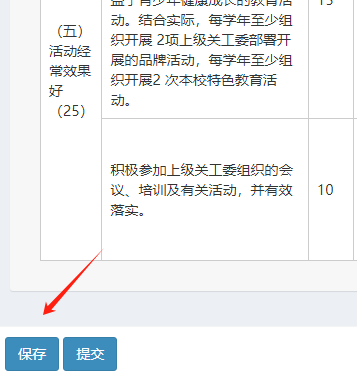 益于青少年健康成长的教育活
动。结合实际，每学年至少组
织开展 2项上级关工委部署开
展的品牌活动，每学年至少组
织开展2 次本校特色教育活
动。
15
（五）
活动经
常效果
好
（25）
积极参加上级关工委组织的会
议、培训及有关活动，并有效
落实。
10
保存
提交